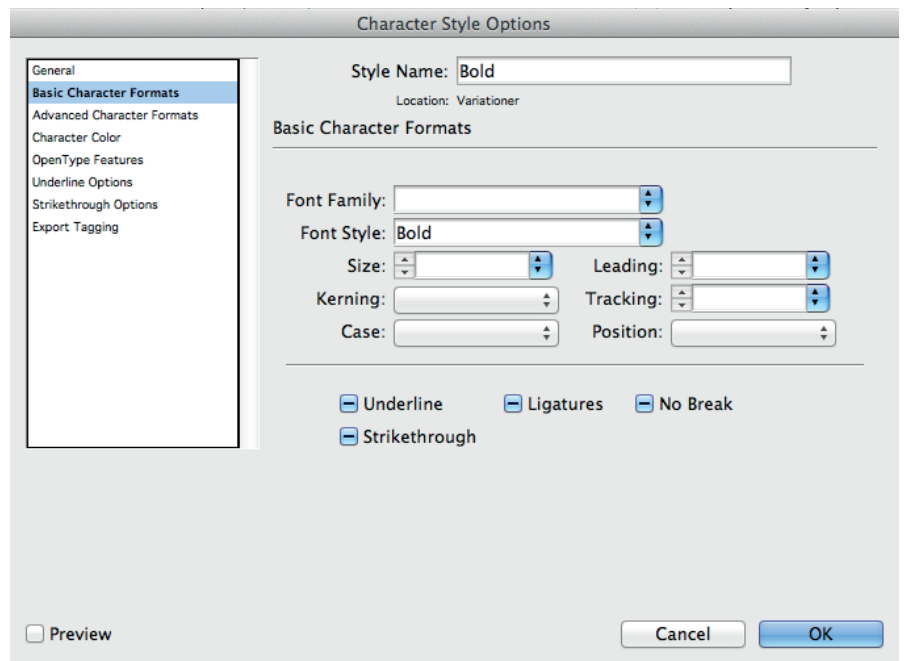 Character Style Options
General
Basic Character Formats
Advanced Character Formats
Character Color
OpenType Features
Underline Options
Strikethrough Options
Export Tagging
Style Name: Bold
Location: Variationer
Basic Character Formats
Font Family:
Font Style: Bold
Size: Leading:
Kerning: Tracking:
Case: Position:
Underline Ligatures No Break
Strikethrough
Preview Cancel OK